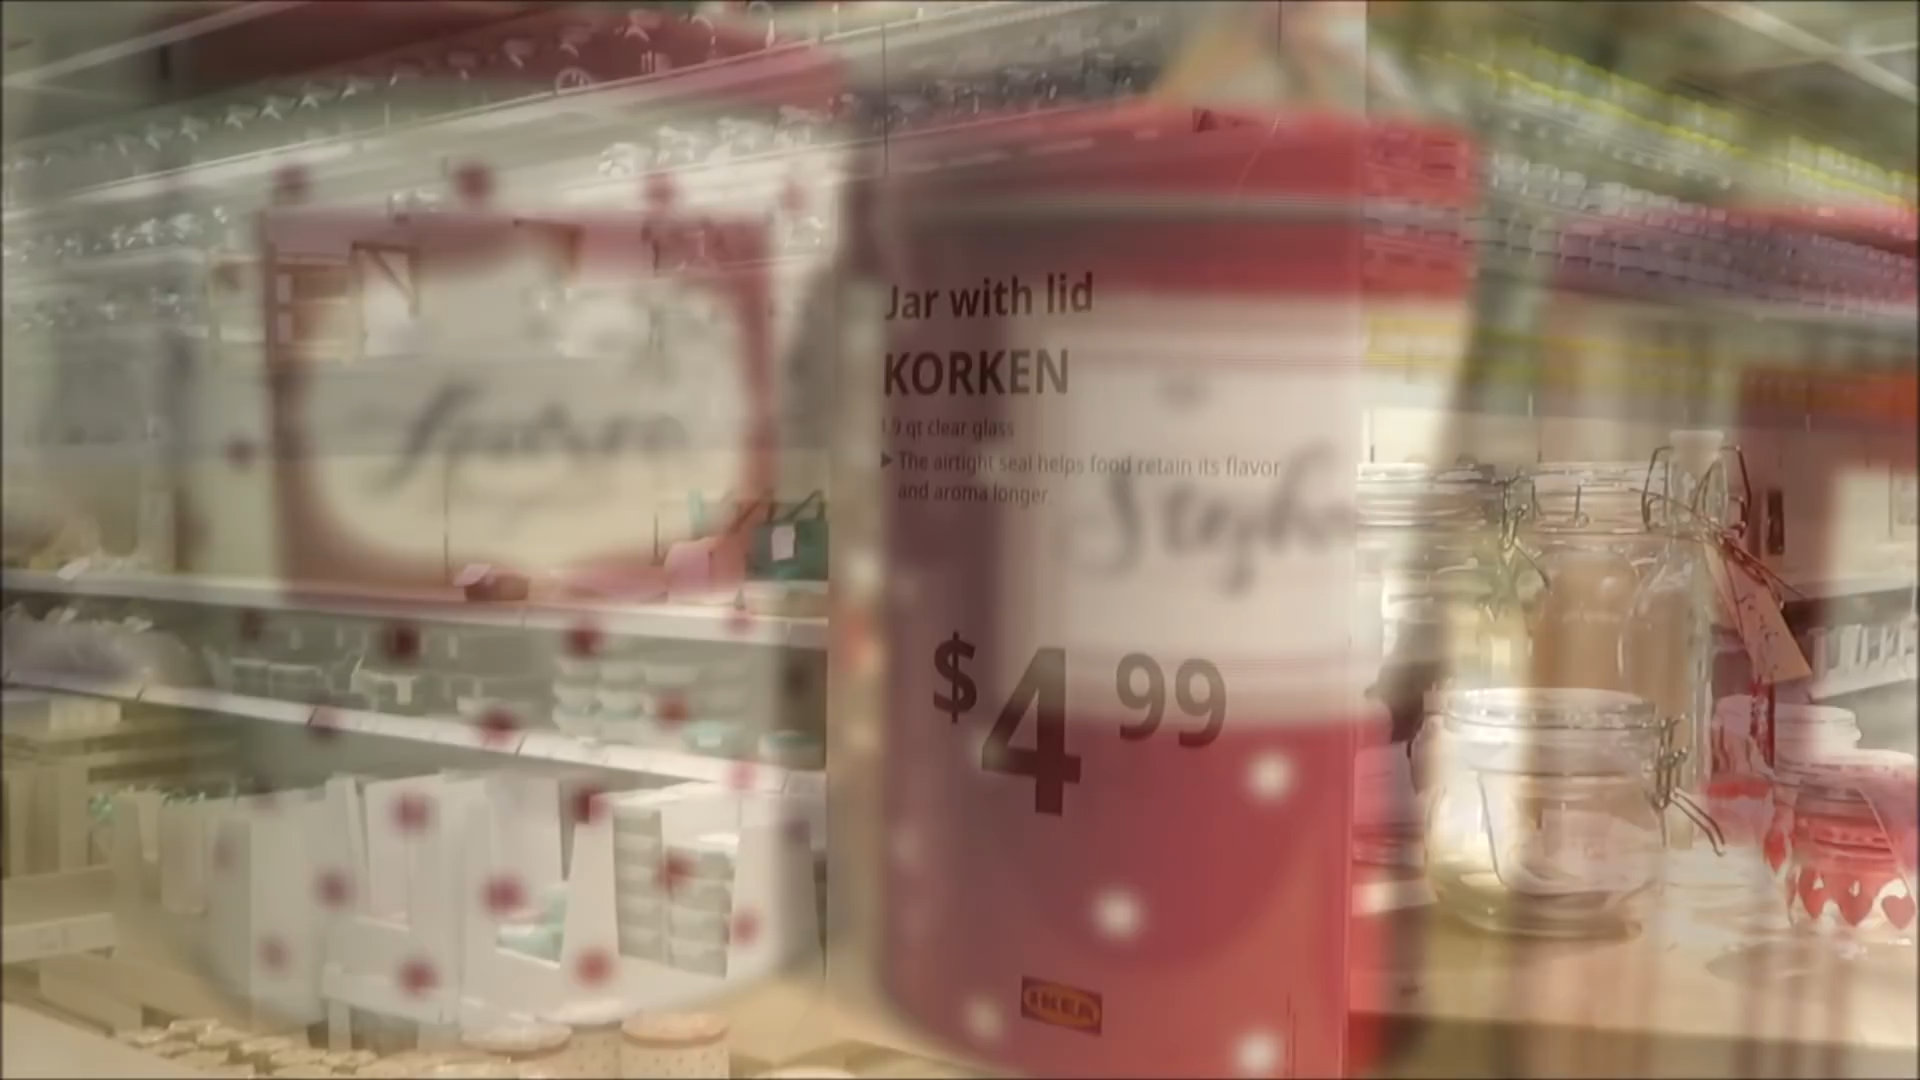 Jar with lid
KORKEN
.9 qt clear glass
▶ The airtight seal helps food retain its flavor
and aroma longer.
$4 99
IKEA